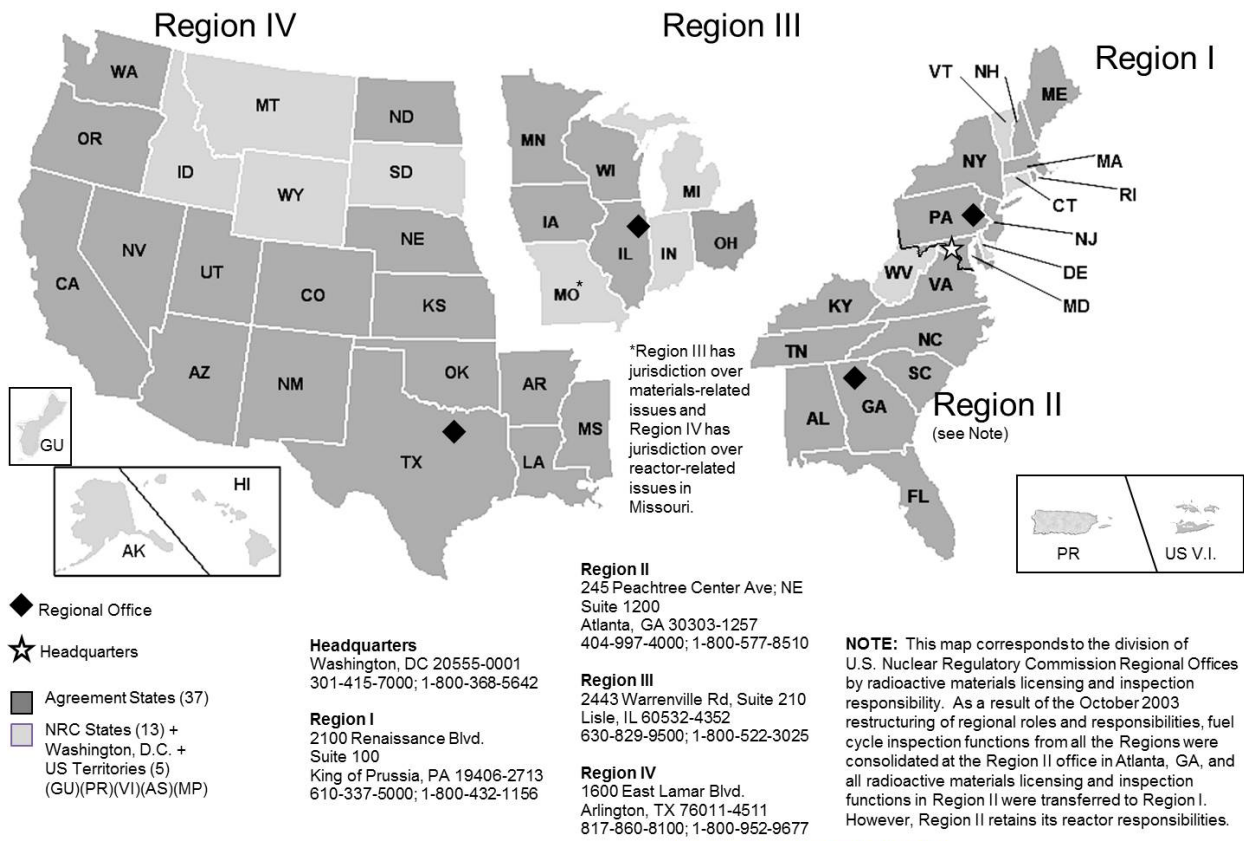 Region IV
Region III
Region I
WA
MT
ND
OR
ID
SD
WY
NE
NV
UT
CO
KS
CA
AZ
NM
OK
TX
AR
LA
MS
GU
AK
HI
MN
WI
MI
IA
IL
IN
OH
MO*
*Region III has
jurisdiction over
materials-related
issues and
Region IV has
jurisdiction over
reactor-related
issues in
Missouri.
VT
NH
ME
NY
MA
RI
CT
PA
NJ
DE
MD
WV
VA
KY
NC
TN
SC
AL
GA
FL
Region II
(see Note)
PR
US V.I.
Regional Office
Headquarters
Agreement States (37)
NRC States (13) +
Washington, D.C. +
US Territories (5)
(GU)(PR)(VI)(AS)(MP)
Headquarters
Washington, DC 20555-0001
301-415-7000; 1-800-368-5642
Region I
2100 Renaissance Blvd.
Suite 100
King of Prussia, PA 19406-2713
610-337-5000; 1-800-432-1156
Region II
245 Peachtree Center Ave; NE
Suite 1200
Atlanta, GA 30303-1257
404-997-4000; 1-800-577-8510
Region III
2443 Warrenville Rd, Suite 210
Lisle, IL 60532-4352
630-829-9500; 1-800-522-3025
Region IV
1600 East Lamar Blvd.
Arlington, TX 76011-4511
817-860-8100; 1-800-952-9677
NOTE: This map corresponds to the division of
U.S. Nuclear Regulatory Commission Regional Offices
by radioactive materials licensing and inspection
responsibility. As a result of the October 2003
restructuring of regional roles and responsibilities, fuel
cycle inspection functions from all the Regions were
consolidated at the Region II office in Atlanta, GA, and
all radioactive materials licensing and inspection
functions in Region II were transferred to Region I.
However, Region II retains its reactor responsibilities.